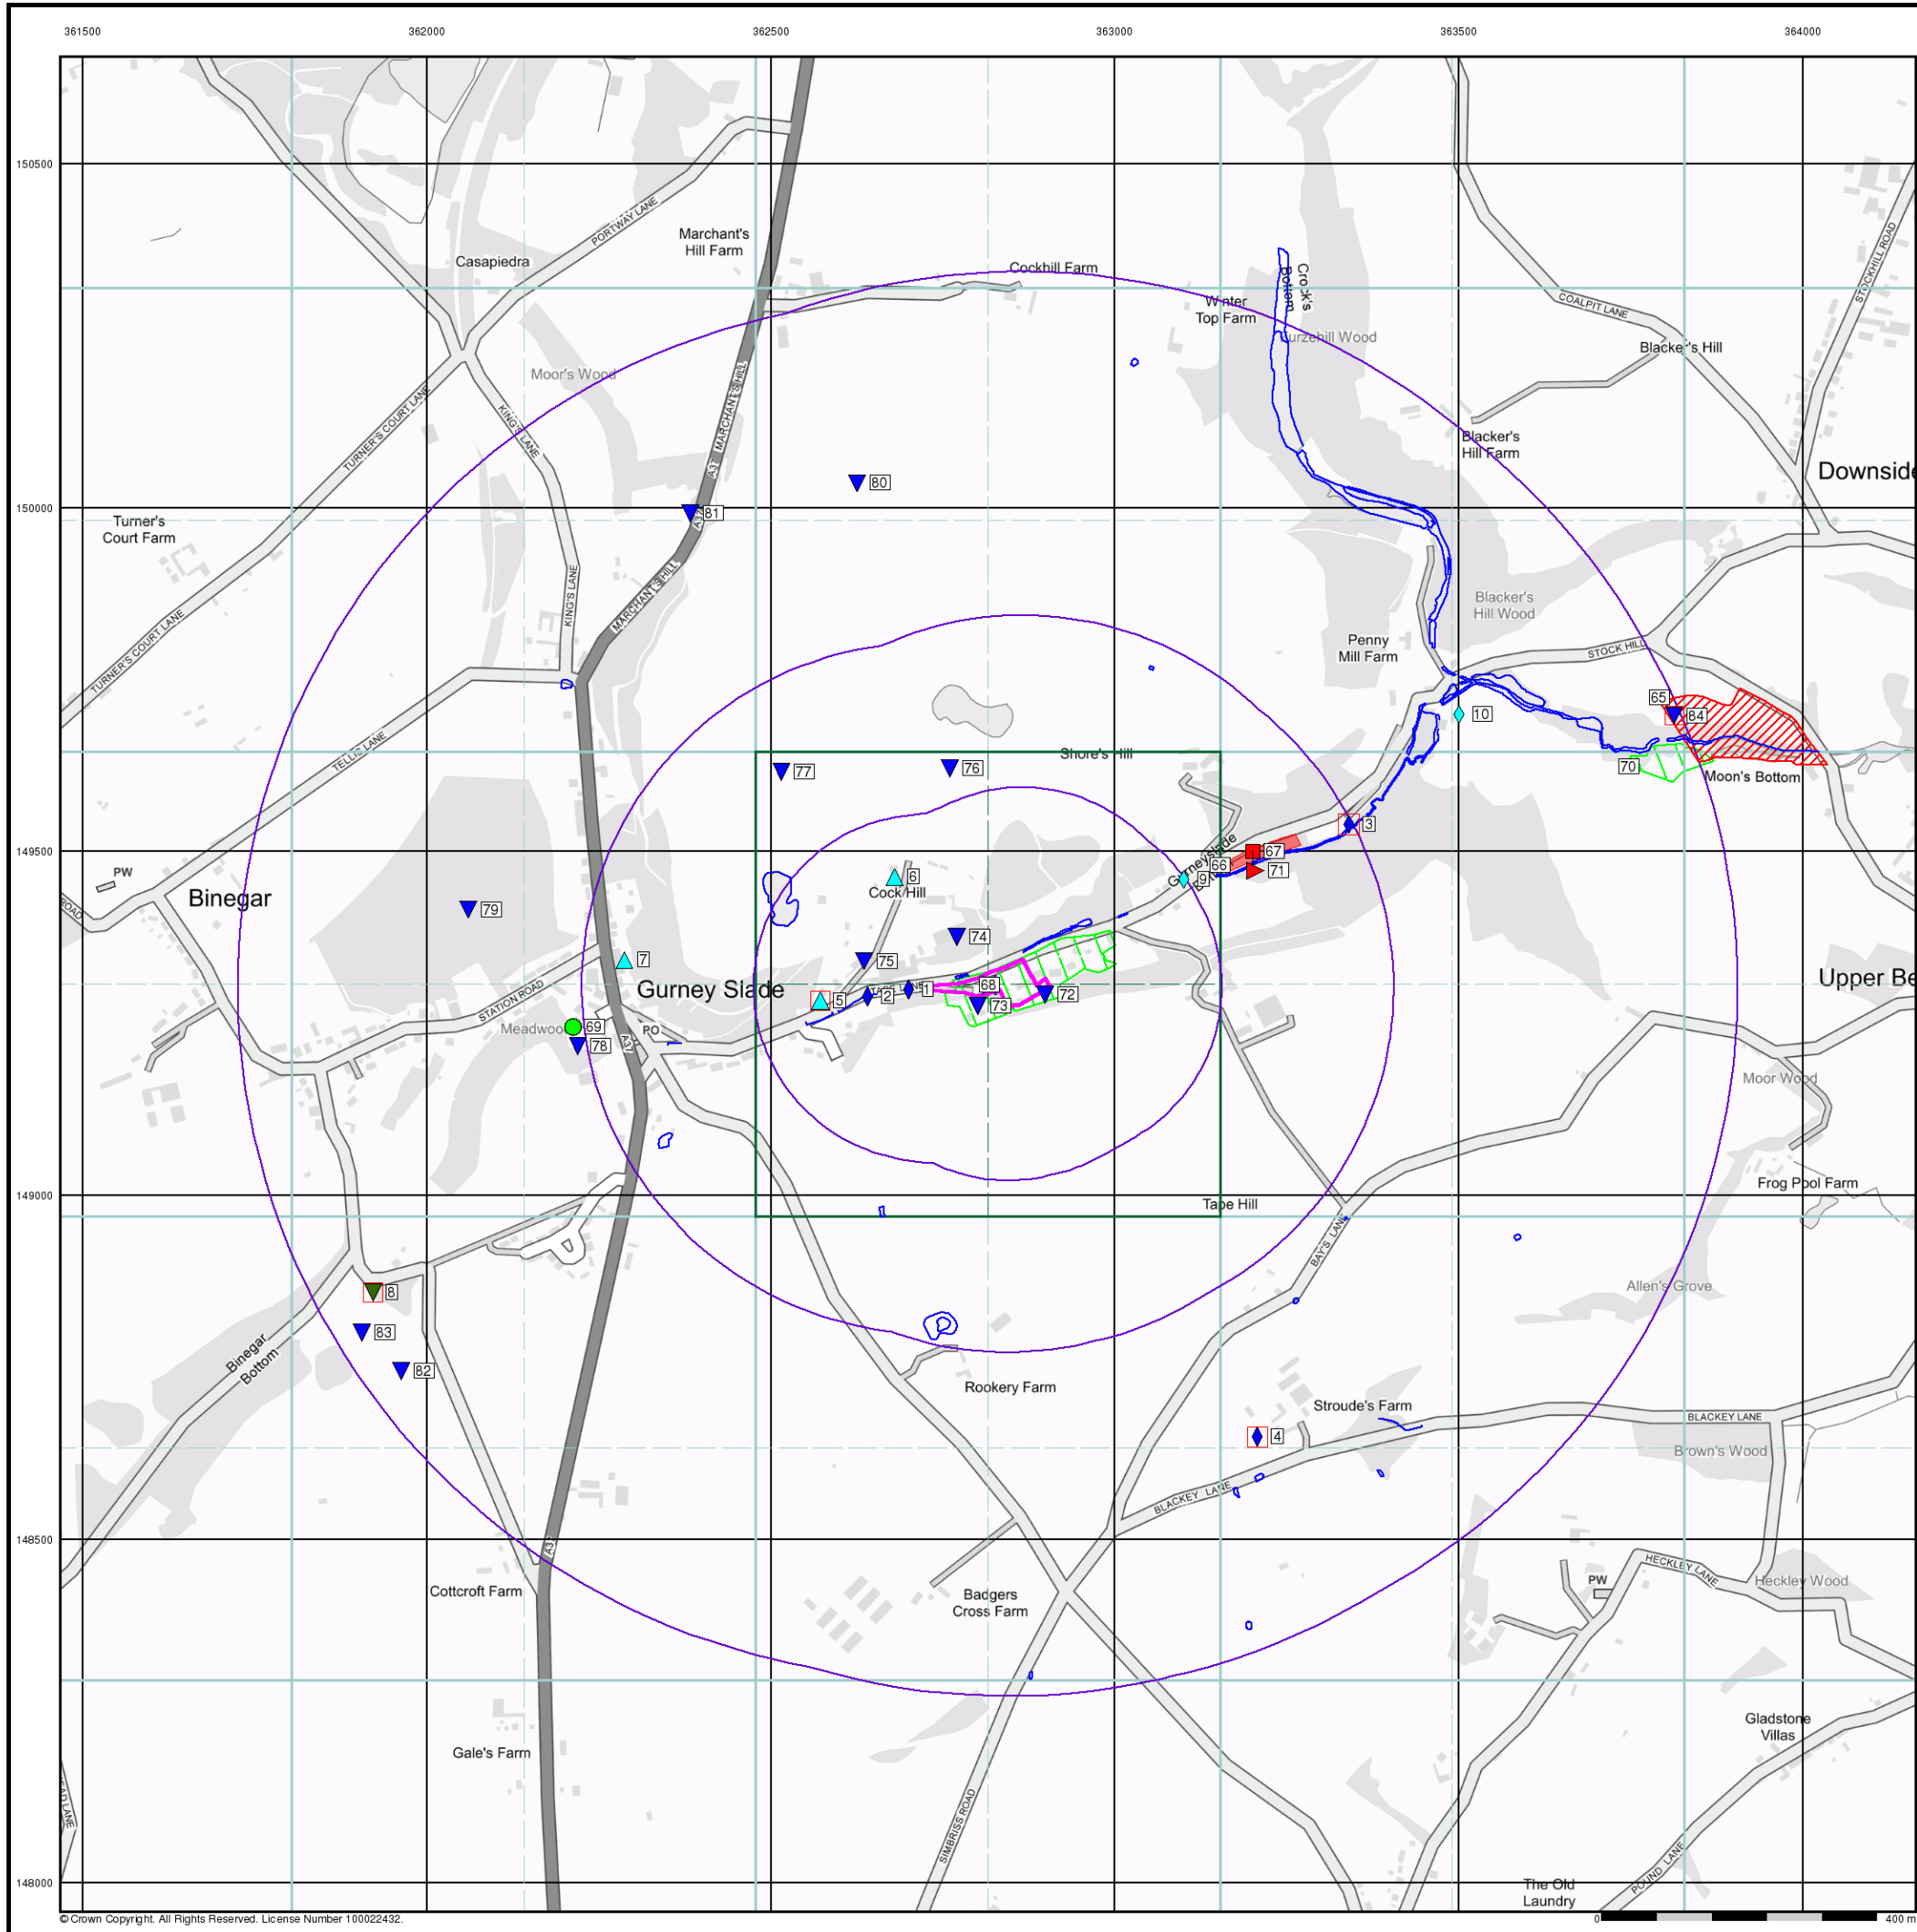 361500 362000 362500 363000 363500 364000
150500
PORTWAY LANE
STOCKHILL ROAD
Marchant's
Hill Farm
Casapiedra
Cockhill Farm
Crock's
Bottom
COALPIT LANE
Blacker's Hill
Moor's Wood
MARCHANT'S HILL
TURNER'S COURT LANE
KING'S LANE
Blacker's
Hill Farm
A37
Downside
80
81
150000
A37
Turner's
Court Farm
KING'S LANE
MARCHANT'S HILL
Blacker's
Hill Wood
TURNER'S COURT LANE
Penny
Mill Farm
STOCK HILL
65
84
10
TELLIS LANE
77
76
Shore's Hill
70
Moon's Bottom
3
149500
67
66
71
9
PW
ROAD
Binegar
79
6
Cock Hill
74
75
7
Gurney Slade
Upper Be
5
2
1
68
72
73
STATION ROAD
69
PO
78
A37
Moor Wood
149000
Tape Hill
Frog Pool Farm
BAY'S LANE
Allen's Grove
8
83
82
Binegar
Bottom
Rookery Farm
Stroude's Farm
BLACKEY LANE
4
Brown's Wood
BLACKEY LANE
148500
A37
HECKLEY LANE
Cottcroft Farm
PW
Heckley Wood
Badgers
Cross Farm
Gladstone
Villas
Gale's Farm
SIMBRISS ROAD
POUND LANE
148000
The Old
Laundry
© Crown Copyright. All Rights Reserved. License Number 100022432.
0 400 m